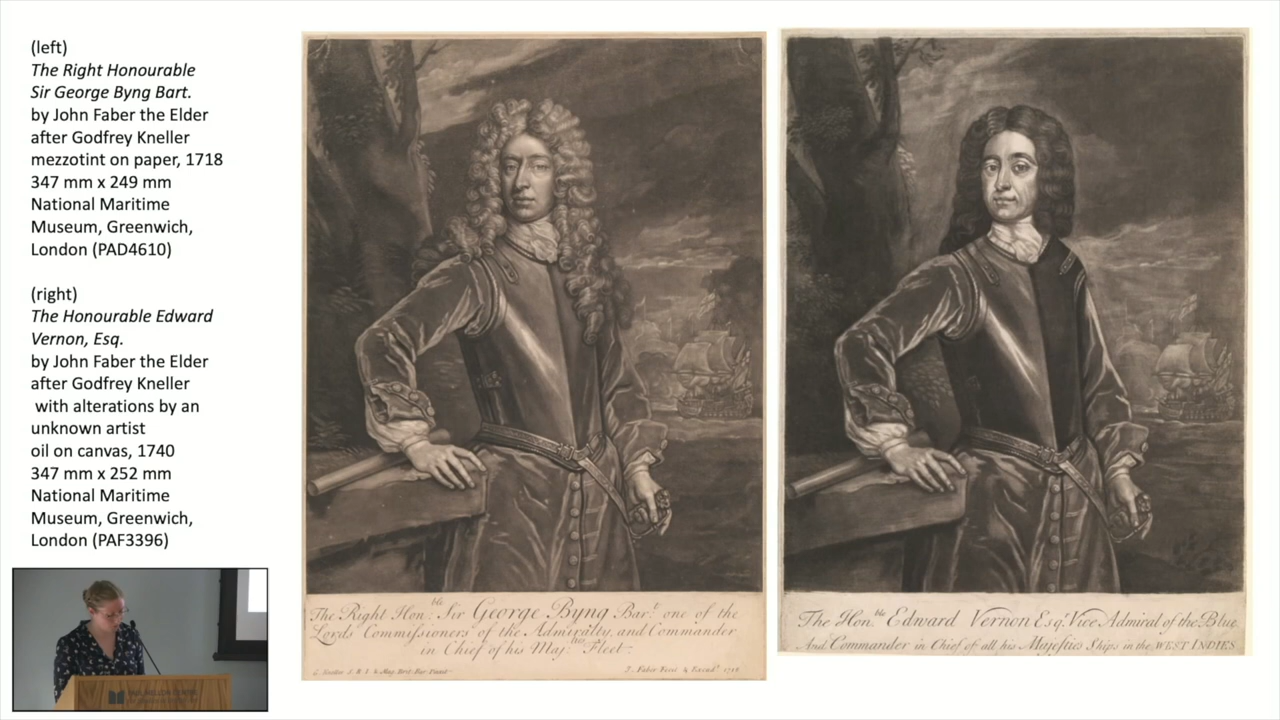 (left)
The Right Honourable
Sir George Byng Bart.
by John Faber the Elder
after Godfrey Kneller
mezzotint on paper, 1718
347 mm x 249 mm
National Maritime
Museum, Greenwich,
London (PAD4610)
(right)
The Honourable Edward
Vernon, Esq.
by John Faber the Elder
after Godfrey Kneller
with alterations by an
unknown artist
oil on canvas, 1740
347 mm x 252 mm
National Maritime
Museum, Greenwich,
London (PAF3396)
The Right Hon.ble Sir George Byng Bar.t one of the
Lords Commissioners of the Admiralty, and Commander
in Chief of his Maj.ties Fleet.
The Hon.ble Edward Vernon Esq.r Vice Admiral of the Blue
And Commander in Chief of all his Majesties Ships in the WEST INDIES